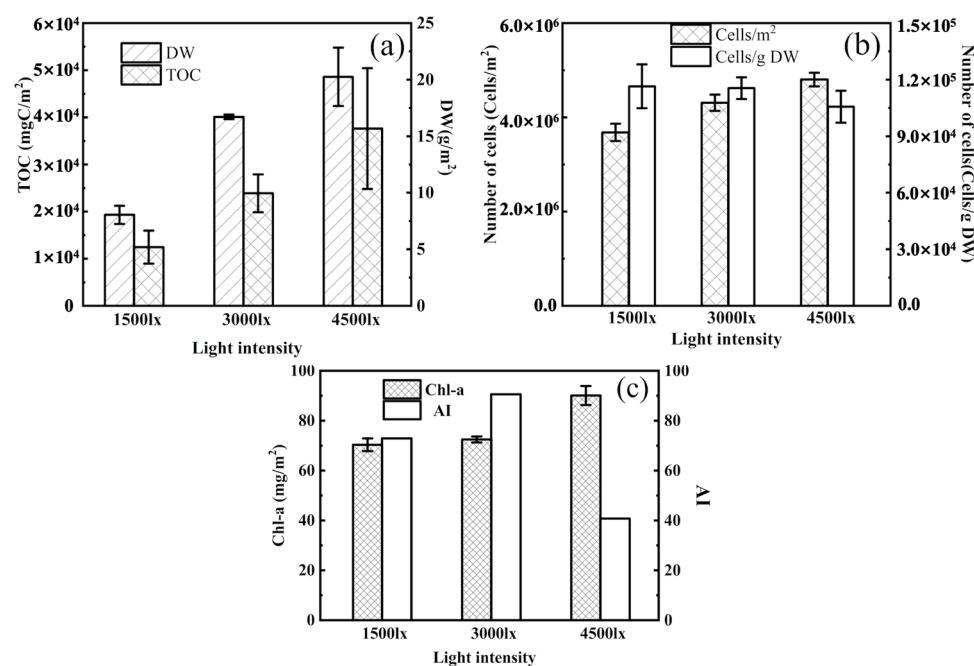 (a)
DW
TOC
6×10⁴
5×10⁴
4×10⁴
3×10⁴
2×10⁴
1×10⁴
0
TOC (mgC/m²)
25
20
15
10
5
0
DW(g/m²)
1500lx 3000lx 4500lx
Light intensity
(b)
Cells/m²
Cells/g DW
6.0×10⁶
4.0×10⁶
2.0×10⁶
0.0
Number of cells (Cells/m²)
1.5×10⁵
1.2×10⁵
9.0×10⁴
6.0×10⁴
3.0×10⁴
0.0
Number of cells(Cells/g DW)
1500lx 3000lx 4500lx
Light intensity
(c)
Chl-a
AI
100
80
60
40
20
0
Chl-a (mg/m²)
100
80
60
40
20
0
AI
1500lx 3000lx 4500lx
Light intensity